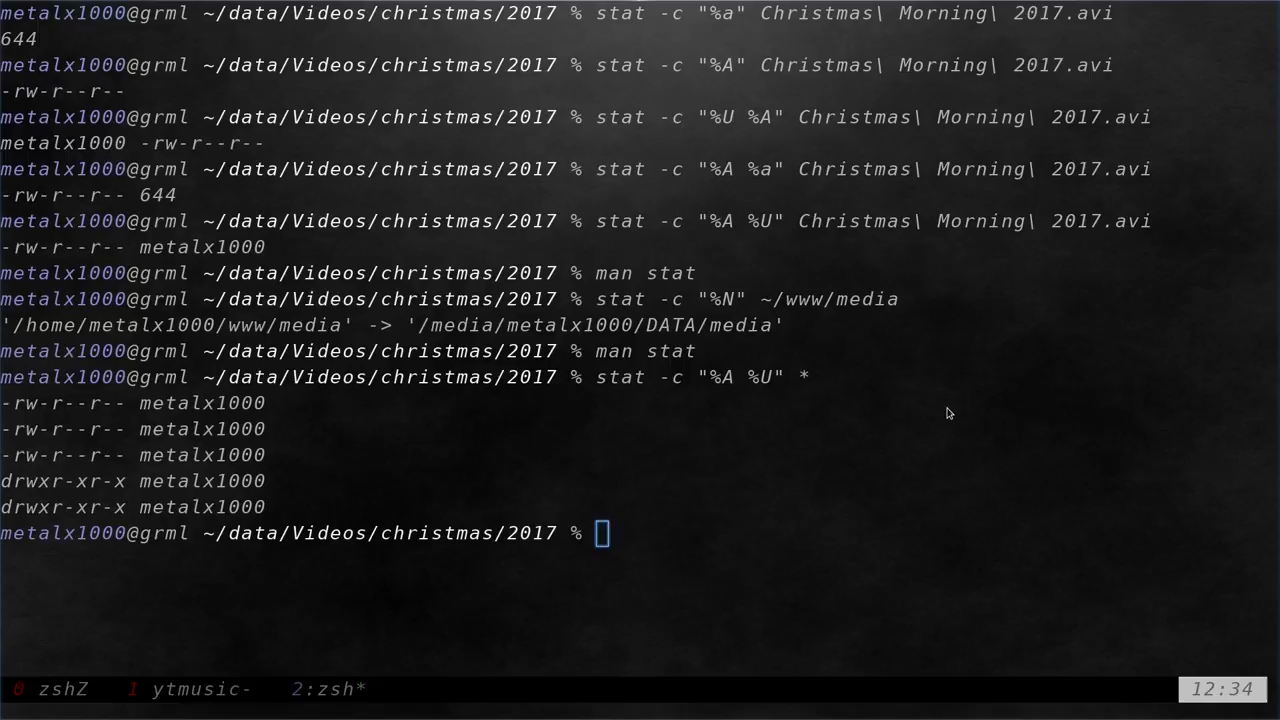 metalx1000@grml ~/data/Videos/christmas/2017 % stat -c "%a" Christmas\ Morning\ 2017.avi
644
metalx1000@grml ~/data/Videos/christmas/2017 % stat -c "%A" Christmas\ Morning\ 2017.avi
-rw-r--r--
metalx1000@grml ~/data/Videos/christmas/2017 % stat -c "%U %A" Christmas\ Morning\ 2017.avi
metalx1000 -rw-r--r--
metalx1000@grml ~/data/Videos/christmas/2017 % stat -c "%A %a" Christmas\ Morning\ 2017.avi
-rw-r--r-- 644
metalx1000@grml ~/data/Videos/christmas/2017 % stat -c "%A %U" Christmas\ Morning\ 2017.avi
-rw-r--r-- metalx1000
metalx1000@grml ~/data/Videos/christmas/2017 % man stat
metalx1000@grml ~/data/Videos/christmas/2017 % stat -c "%N" ~/www/media
'/home/metalx1000/www/media' -> '/media/metalx1000/DATA/media'
metalx1000@grml ~/data/Videos/christmas/2017 % man stat
metalx1000@grml ~/data/Videos/christmas/2017 % stat -c "%A %U" *
-rw-r--r-- metalx1000
-rw-r--r-- metalx1000
-rw-r--r-- metalx1000
drwxr-xr-x metalx1000
drwxr-xr-x metalx1000
metalx1000@grml ~/data/Videos/christmas/2017 %
0 zshZ 1 ytmusic- 2:zsh* 12:34